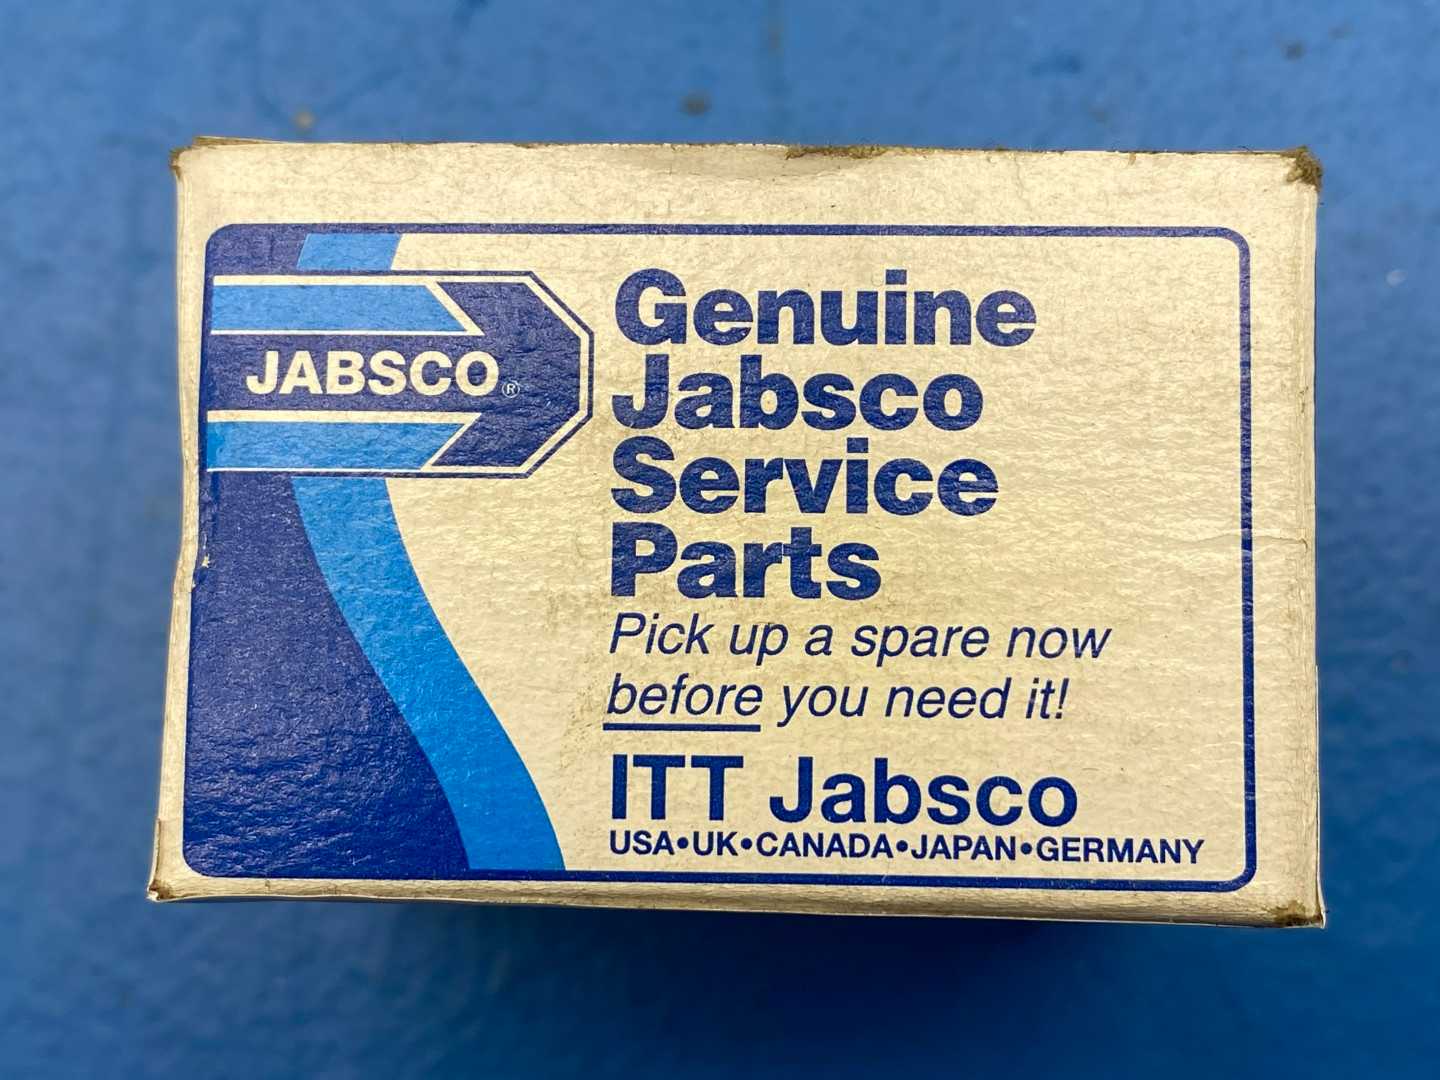 JABSCO®
Genuine
Jabsco
Service
Parts
Pick up a spare now
before you need it!
ITT Jabsco
USA•UK•CANADA•JAPAN•GERMANY